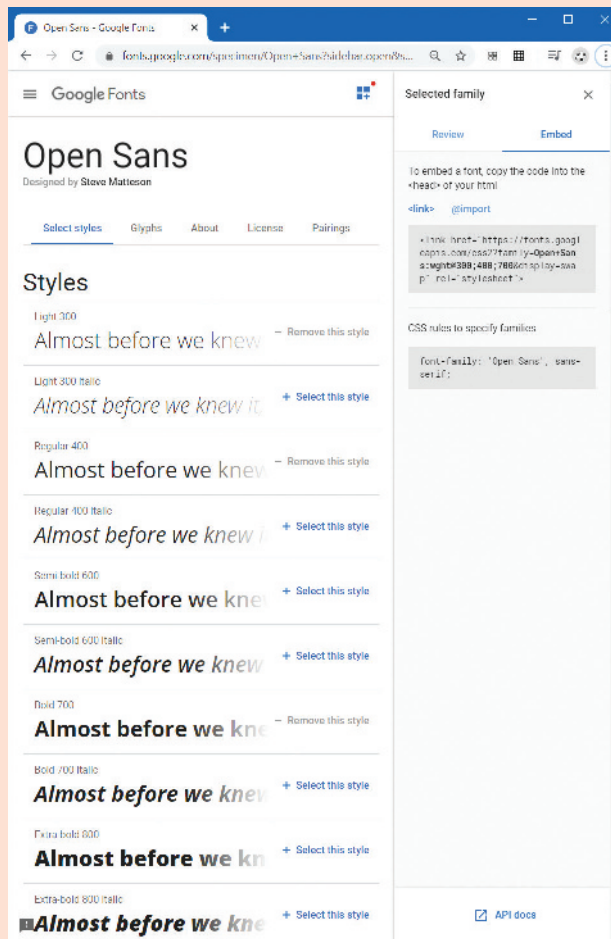 Open Sans - Google Fonts
fonts.google.com/specimen/Open+Sans?sidebar.open&s...
Google Fonts
Open Sans
Designed by Steve Matteson
Select styles Glyphs About License Pairings
Styles
Light 300
Almost before we knew
— Remove this style
Light 300 Italic
Almost before we knew it,
+ Select this style
Regular 400
Almost before we knew
— Remove this style
Regular 400 Italic
Almost before we knew i
+ Select this style
Semi-bold 600
Almost before we kne
+ Select this style
Semi-bold 600 Italic
Almost before we knew
+ Select this style
Bold 700
Almost before we kne
— Remove this style
Bold 700 Italic
Almost before we knew
+ Select this style
Extra-bold 800
Almost before we kn
+ Select this style
Extra-bold 800 Italic
Almost before we kne
+ Select this style
Selected family
Review Embed
To embed a font, copy the code into the
<head> of your html
<link> @import
<link href="https://fonts.googl
eapis.com/css2?family=Open+San
s:wght@300;400;700&display=swa
p" rel="stylesheet">
CSS rules to specify families
font-family: 'Open Sans', sans-
serif;
API docs